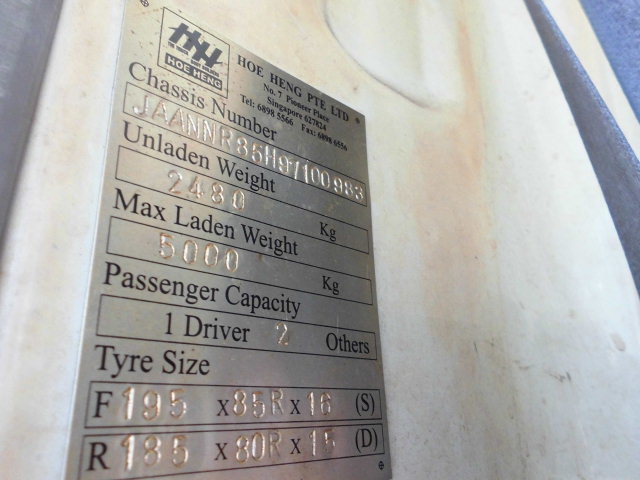 HH
HOE HENG
HOE HENG PTE LTD
No. 7 Pioneer Place
Singapore 627824
Tel: 6898 5566 Fax: 6898 6556
Chassis Number
JAANNR85H97100983
Unladen Weight
2480 Kg
Max Laden Weight
5000 Kg
Passenger Capacity
1 Driver 2 Others
Tyre Size
F 195 x 85R x 16 (S)
R 185 x 80R x 15 (D)